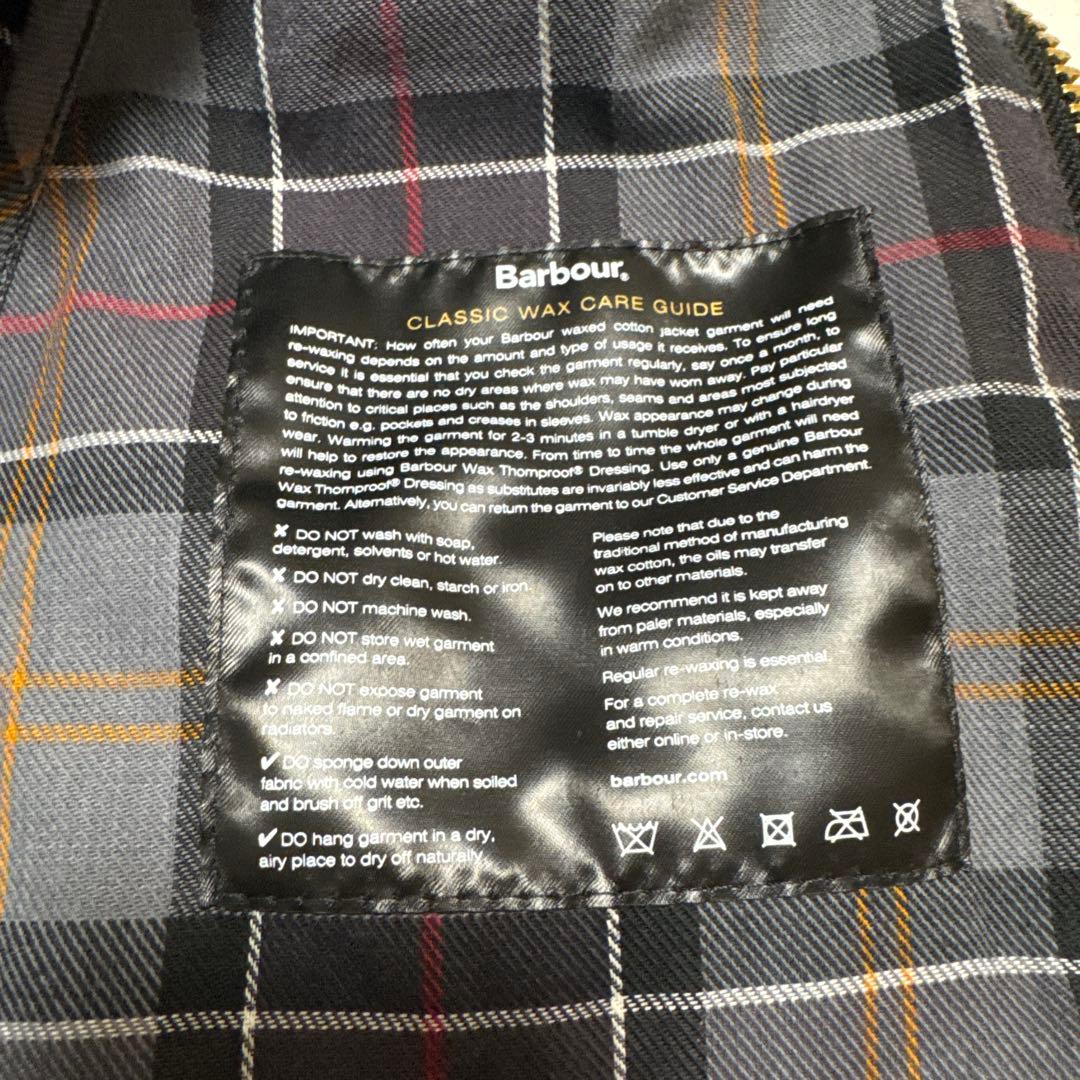 Barbour®
CLASSIC WAX CARE GUIDE
IMPORTANT: How often your Barbour waxed cotton jacket garment will need
re-waxing depends on the amount and type of usage it receives. To ensure long
service it is essential that you check the garment regularly, say once a month, to
ensure that there are no dry areas where wax may have worn away. Pay particular
attention to critical places such as the shoulders, seams and areas most subjected
to friction e.g. pockets and creases in sleeves. Wax appearance may change during
wear. Warming the garment for 2-3 minutes in a tumble dryer or with a hairdryer
will help to restore the appearance. From time to time the whole garment will need
re-waxing using Barbour Wax Thornproof® Dressing. Use only a genuine Barbour
Wax Thornproof® Dressing as substitutes are invariably less effective and can harm the
garment. Alternatively, you can return the garment to our Customer Service Department.
✘ DO NOT wash with soap,
detergent, solvents or hot water.
✘ DO NOT dry clean, starch or iron.
✘ DO NOT machine wash.
✘ DO NOT store wet garment
in a confined area.
✘ DO NOT expose garment
to naked flame or dry garment on
radiators.
✔ DO sponge down outer
fabric with cold water when soiled
and brush off grit etc.
✔ DO hang garment in a dry,
airy place to dry off naturally.
Please note that due to the
traditional method of manufacturing
wax cotton, the oils may transfer
on to other materials.
We recommend it is kept away
from paler materials, especially
in warm conditions.
Regular re-waxing is essential.
For a complete re-wax
and repair service, contact us
either online or in-store.
barbour.com